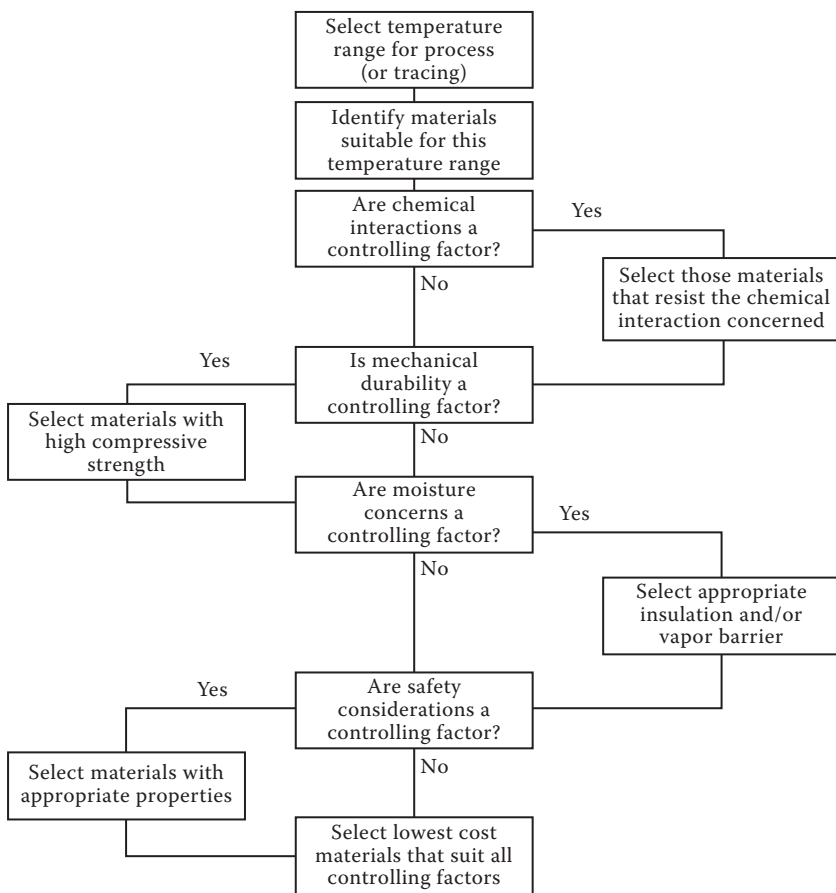 Select temperature
range for process
(or tracing)
Identify materials
suitable for this
temperature range
Are chemical
interactions a
controlling factor?
Yes
No
Select those materials
that resist the chemical
interaction concerned
Yes
Is mechanical
durability a
controlling factor?
Select materials with
high compressive
strength
No
Are moisture
concerns a
controlling factor?
Yes
No
Select appropriate
insulation and/or
vapor barrier
Yes
Are safety
considerations a
controlling factor?
Select materials with
appropriate properties
No
Select lowest cost
materials that suit all
controlling factors